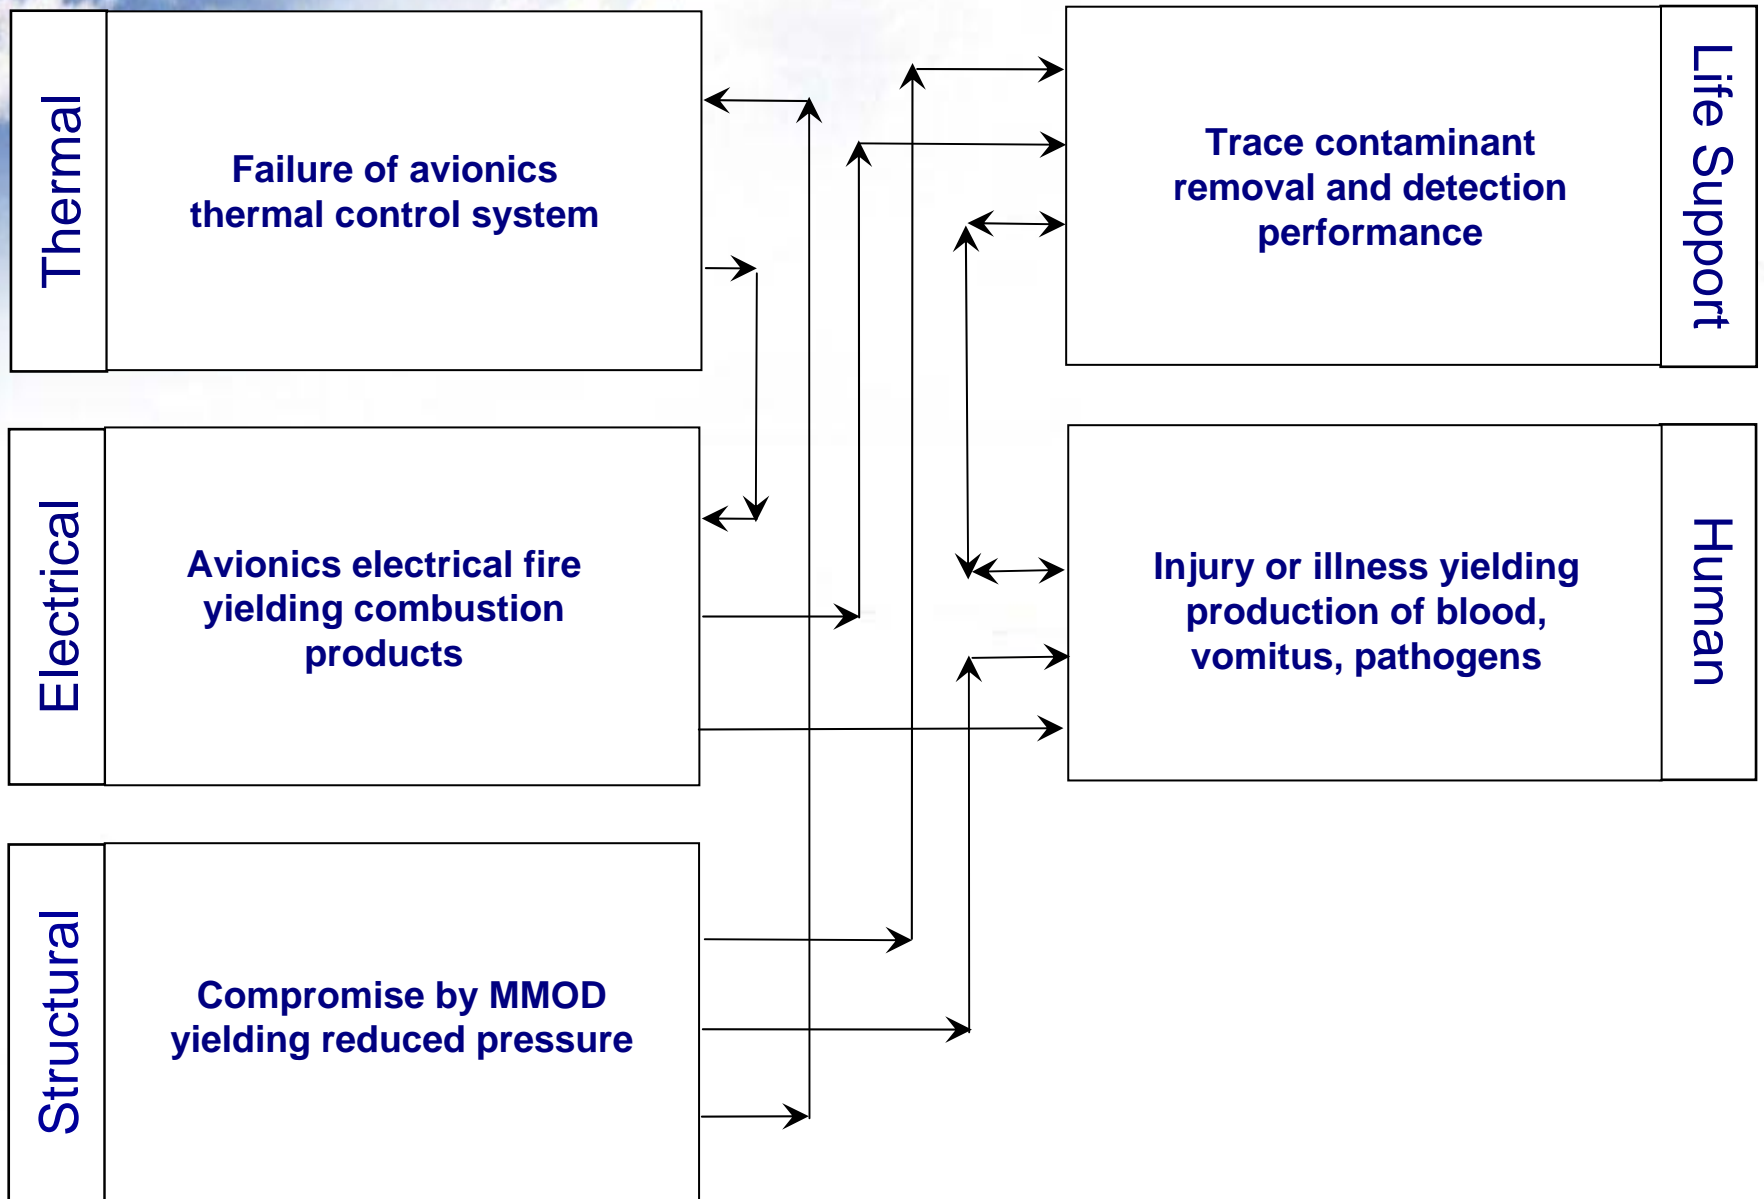 Thermal
Failure of avionics
thermal control system
Life Support
Trace contaminant
removal and detection
performance
Electrical
Avionics electrical fire
yielding combustion
products
Human
Injury or illness yielding
production of blood,
vomitus, pathogens
Structural
Compromise by MMOD
yielding reduced pressure